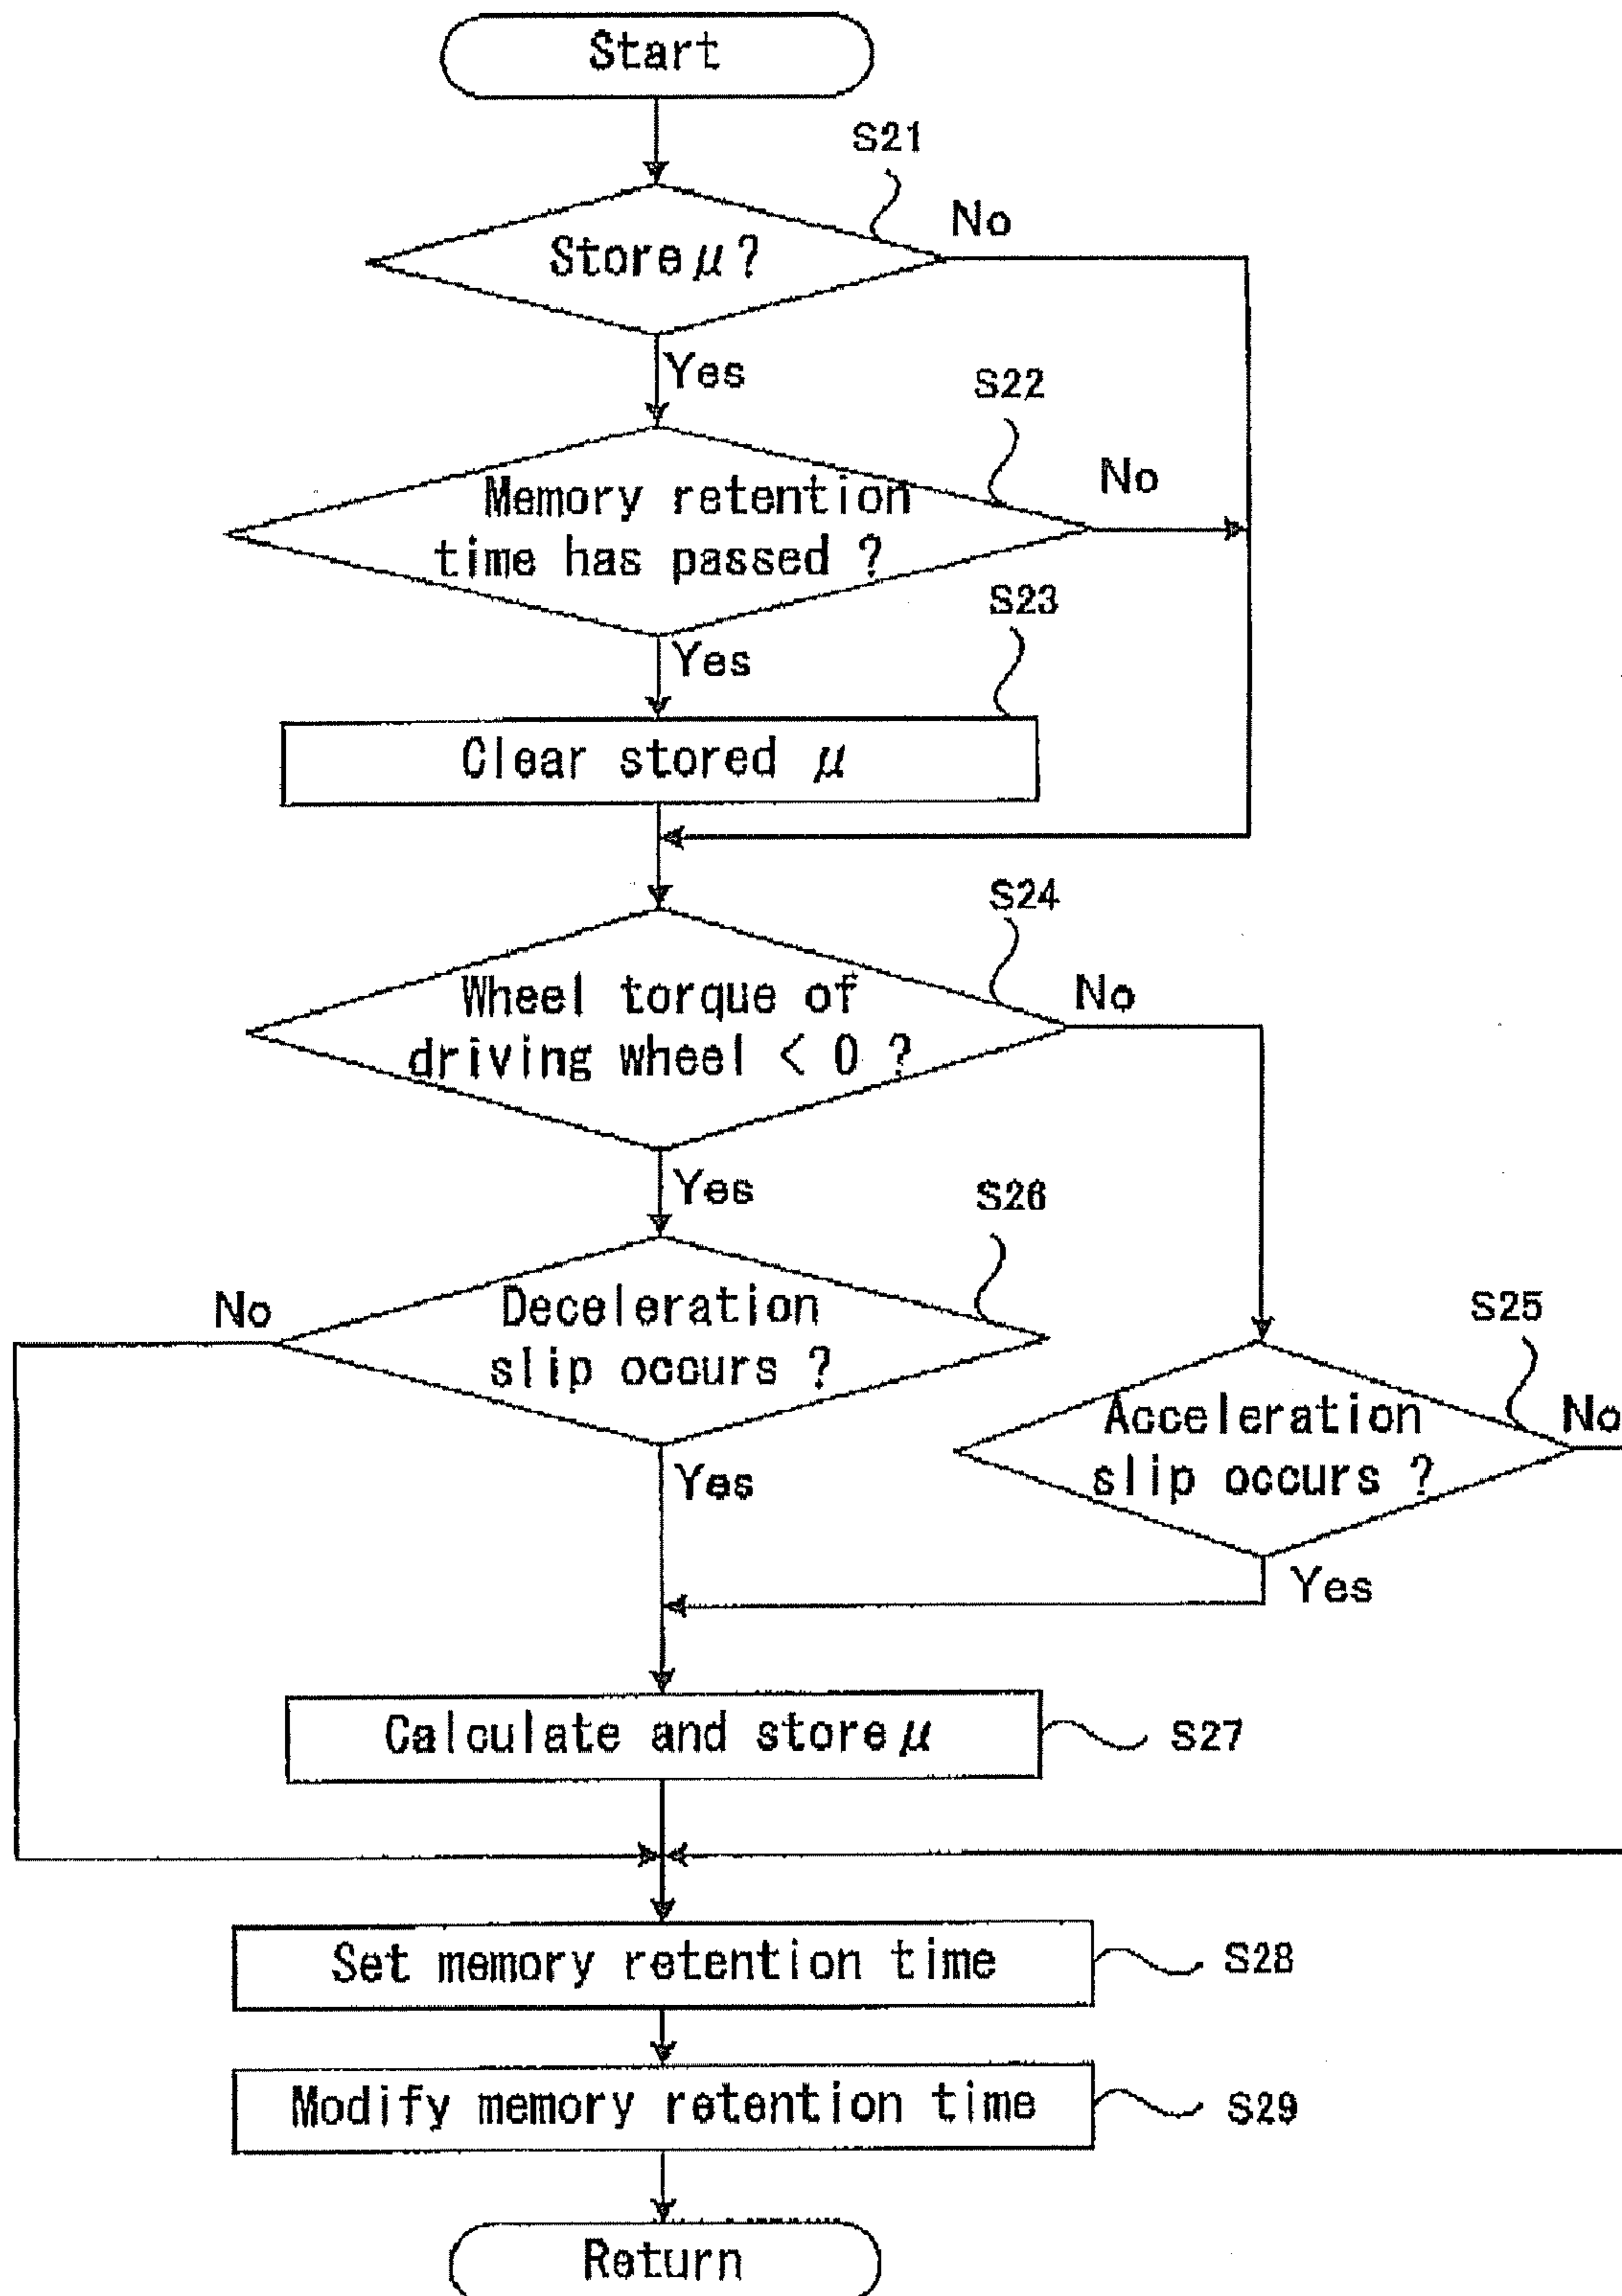 Start
S21
No
Store μ ?
Yes
S22
No
Memory retention
time has passed ?
S23
Yes
Clear stored μ
S24
No
Wheel torque of
driving wheel < 0 ?
Yes
S26
No
Deceleration
slip occurs ?
S25
No
Acceleration
slip occurs ?
Yes
Yes
Calculate and store μ
S27
Set memory retention time
S28
Modify memory retention time
S29
Return